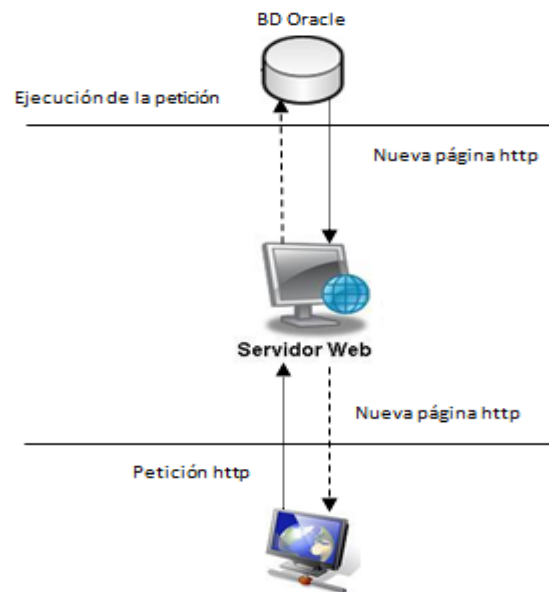 BD Oracle
Ejecución de la petición
Nueva página http
Servidor Web
Nueva página http
Petición http